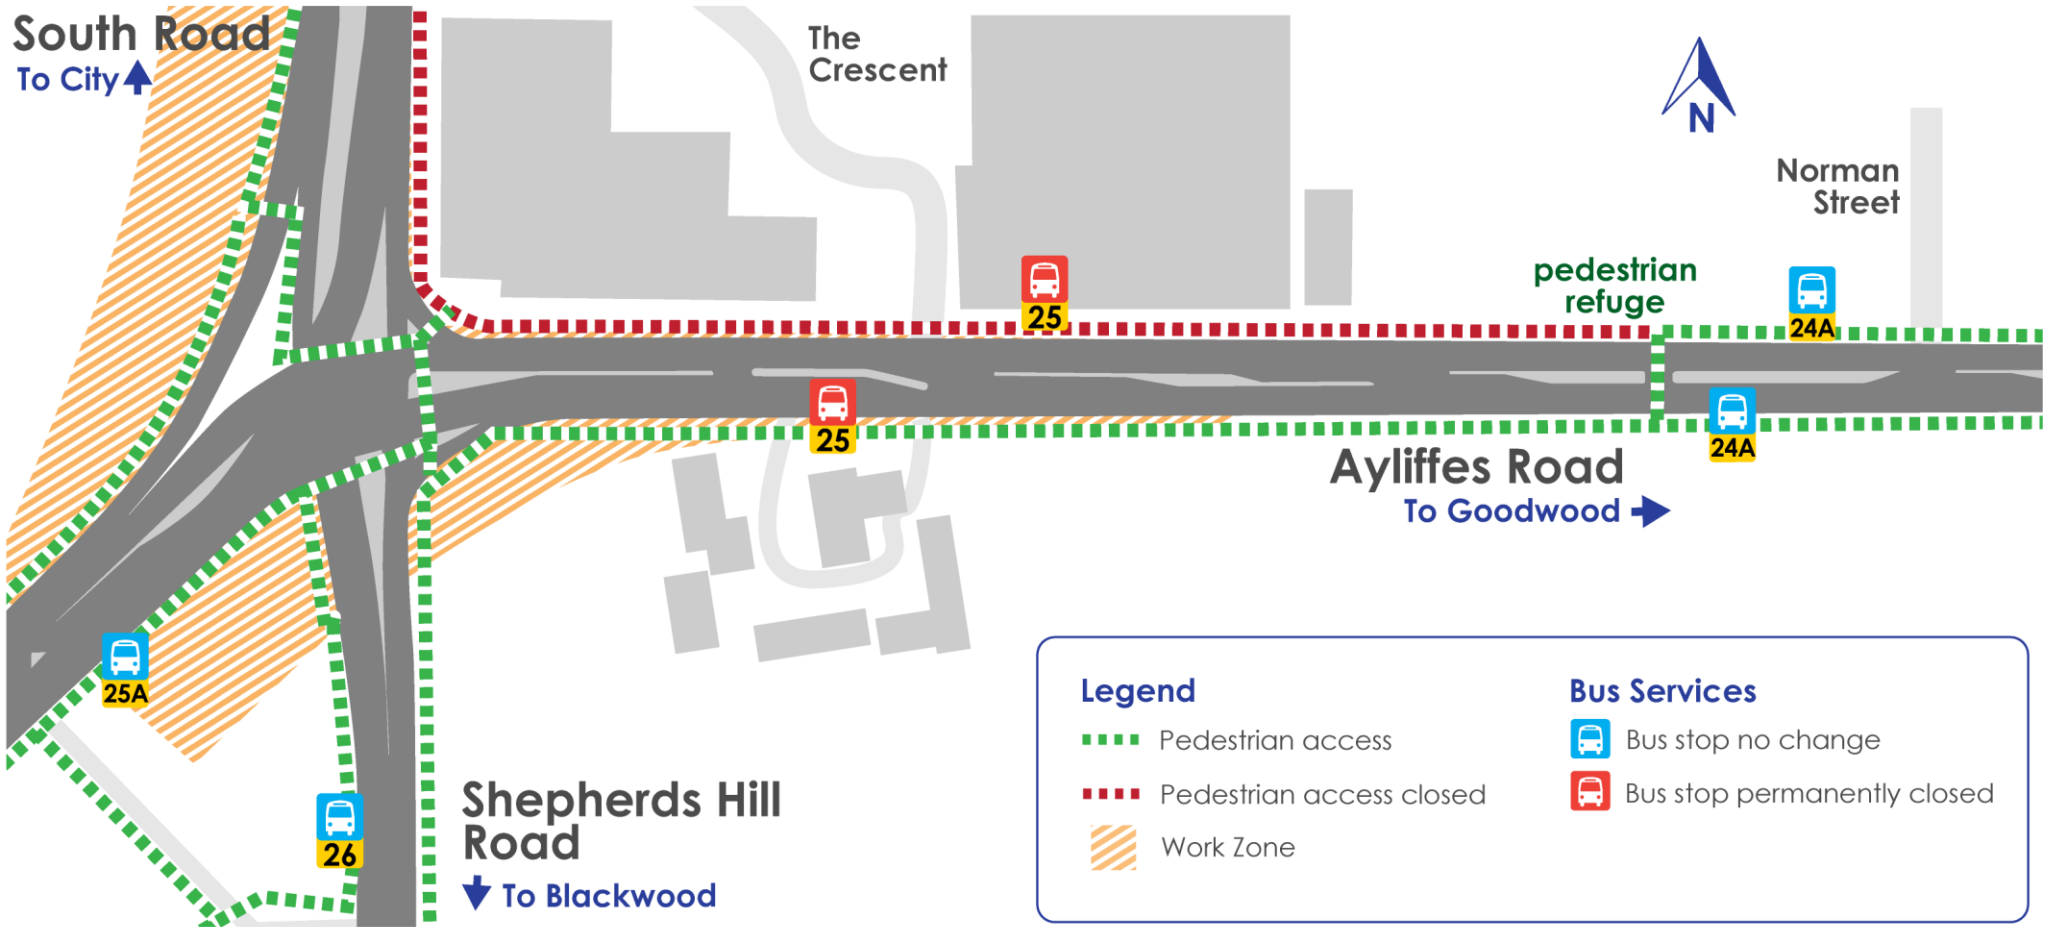 South Road
To City
The
Crescent
N
Norman
Street
pedestrian
refuge
25
24A
25
24A
Ayliffes Road
To Goodwood
25A
26
Shepherds Hill
Road
To Blackwood
Legend
Pedestrian access
Pedestrian access closed
Work Zone
Bus Services
Bus stop no change
Bus stop permanently closed